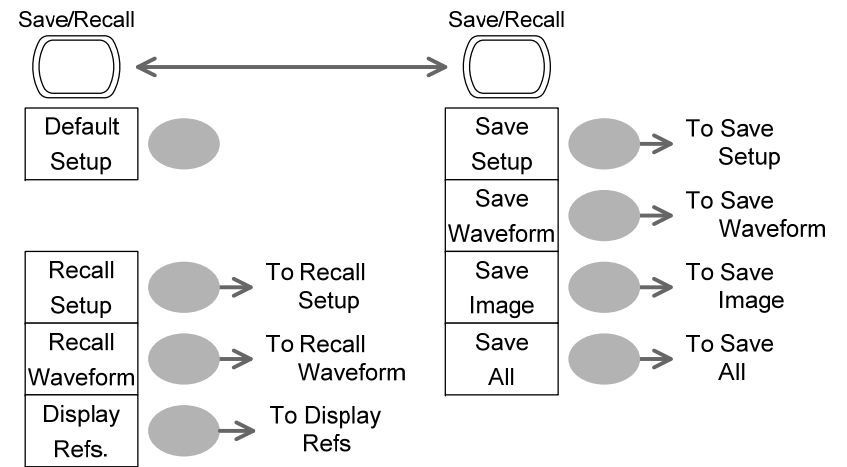 Save/Recall
Default
Setup
Recall
Setup
To Recall
Setup
Recall
Waveform
To Recall
Waveform
Display
Refs.
To Display
Refs
Save/Recall
Save
Setup
To Save
Setup
Save
Waveform
To Save
Waveform
Save
Image
To Save
Image
Save
All
To Save
All